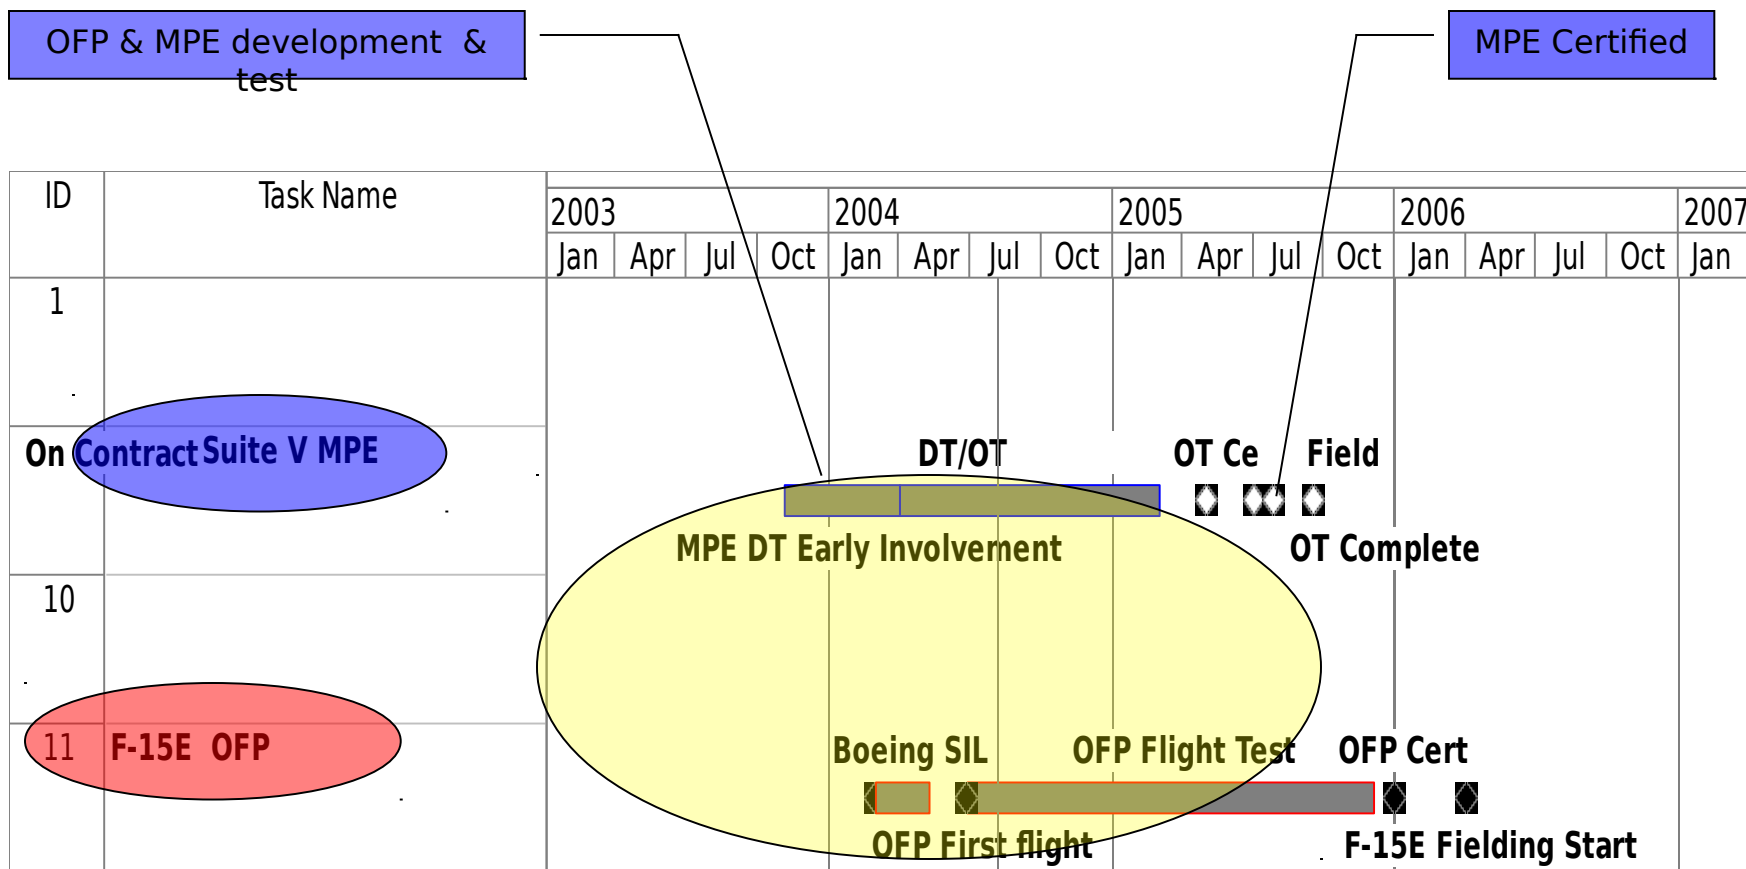 OFP & MPE development &
test
MPE Certified
ID Task Name
2003 2004 2005 2006 2007
Jan Apr Jul Oct Jan Apr Jul Oct Jan Apr Jul Oct Jan Apr Jul Oct Jan
1
On Contract Suite V MPE DT/OT OT Ce Field
MPE DT Early Involvement OT Complete
10
11 F-15E OFP Boeing SIL OFP Flight Test OFP Cert
OFP First flight F-15E Fielding Start